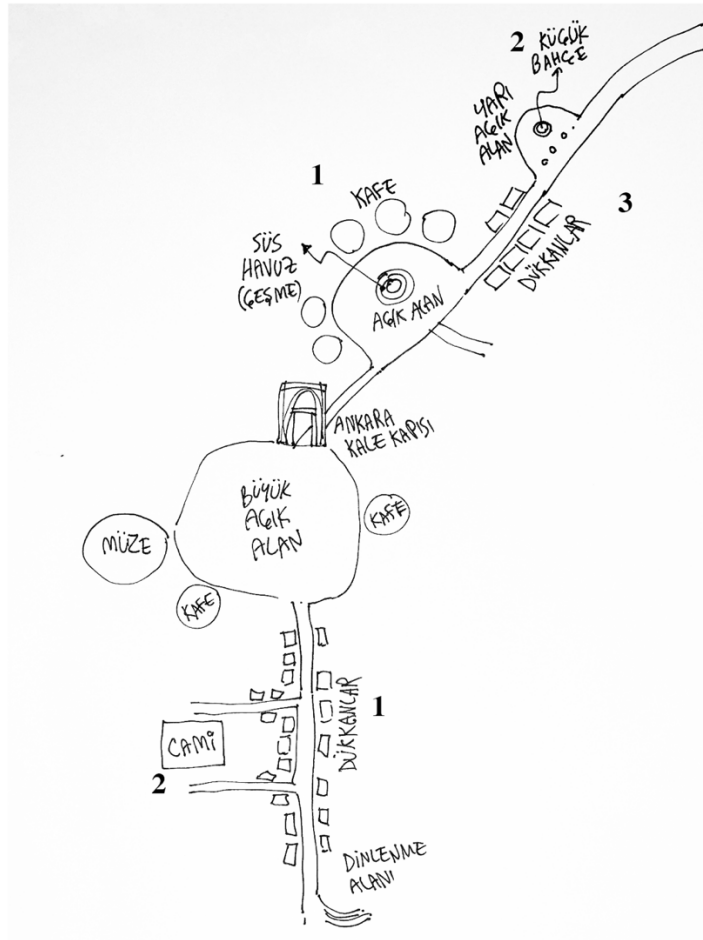 2 KÜÇÜK
BAHÇE
YARI
AÇIK
ALAN
1
KAFE
3
DÜKKANLAR
SÜS
HAVUZ
(ÇEŞME)
AÇIK ALAN
ANKARA
KALE KAPISI
BÜYÜK
AÇIK
ALAN
KAFE
MÜZE
KAFE
DÜKKANLAR
1
CAMİ
2
DİNLENME
ALANI